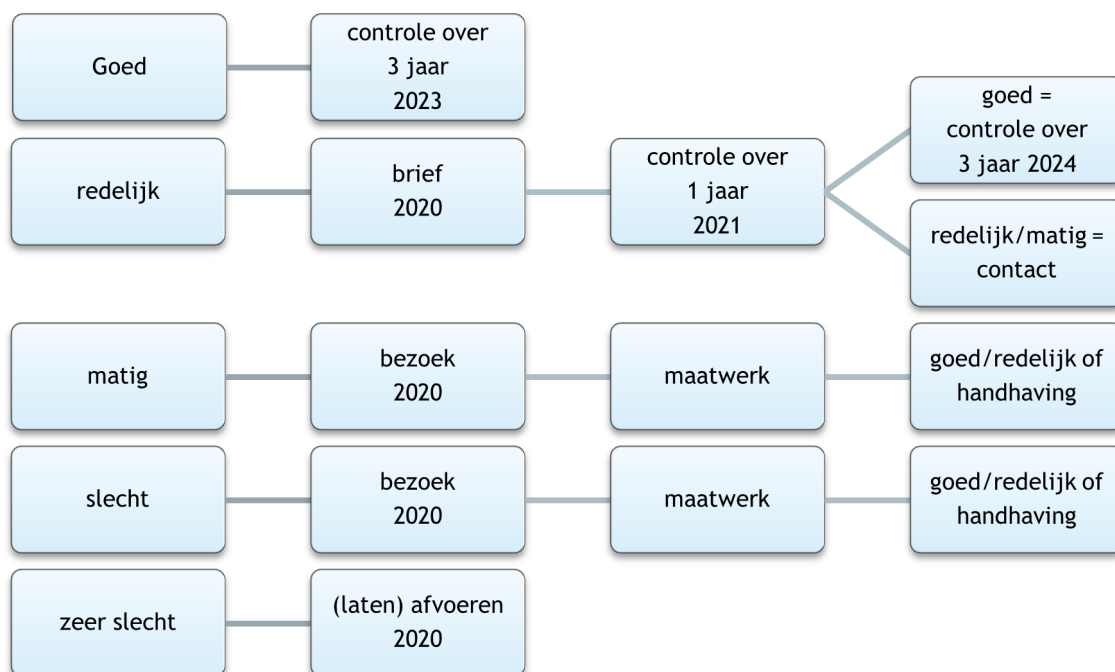 Goed
controle over
3 jaar
2023
redelijk
brief
2020
controle over
1 jaar
2021
goed =
controle over
3 jaar 2024
redelijk/matig =
contact
matig
bezoek
2020
maatwerk
goed/redelijk of
handhaving
slecht
bezoek
2020
maatwerk
goed/redelijk of
handhaving
zeer slecht
(laten) afvoeren
2020